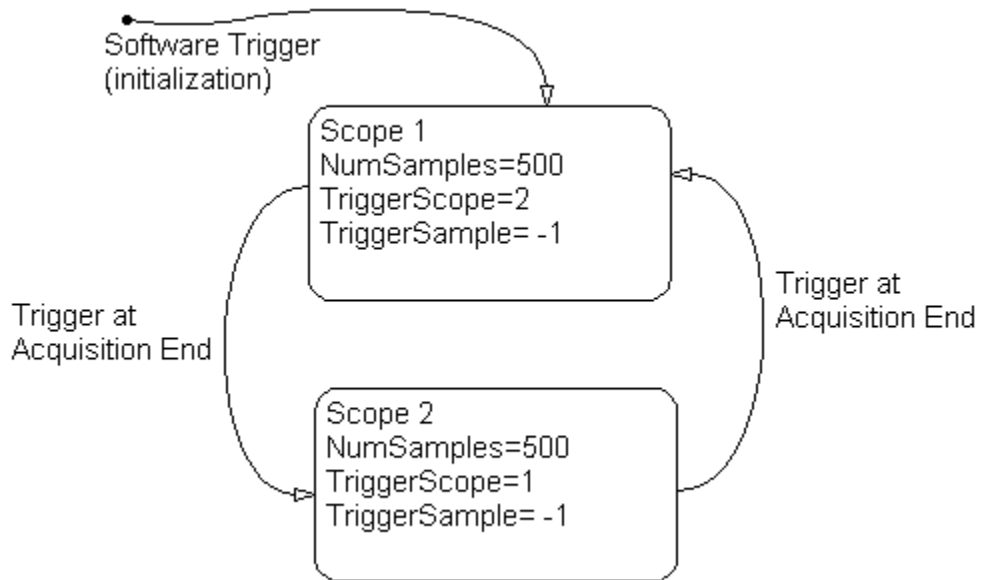 Software Trigger
(initialization)
Scope 1
NumSamples=500
TriggerScope=2
TriggerSample= -1
Trigger at
Acquisition End
Trigger at
Acquisition End
Scope 2
NumSamples=500
TriggerScope=1
TriggerSample= -1